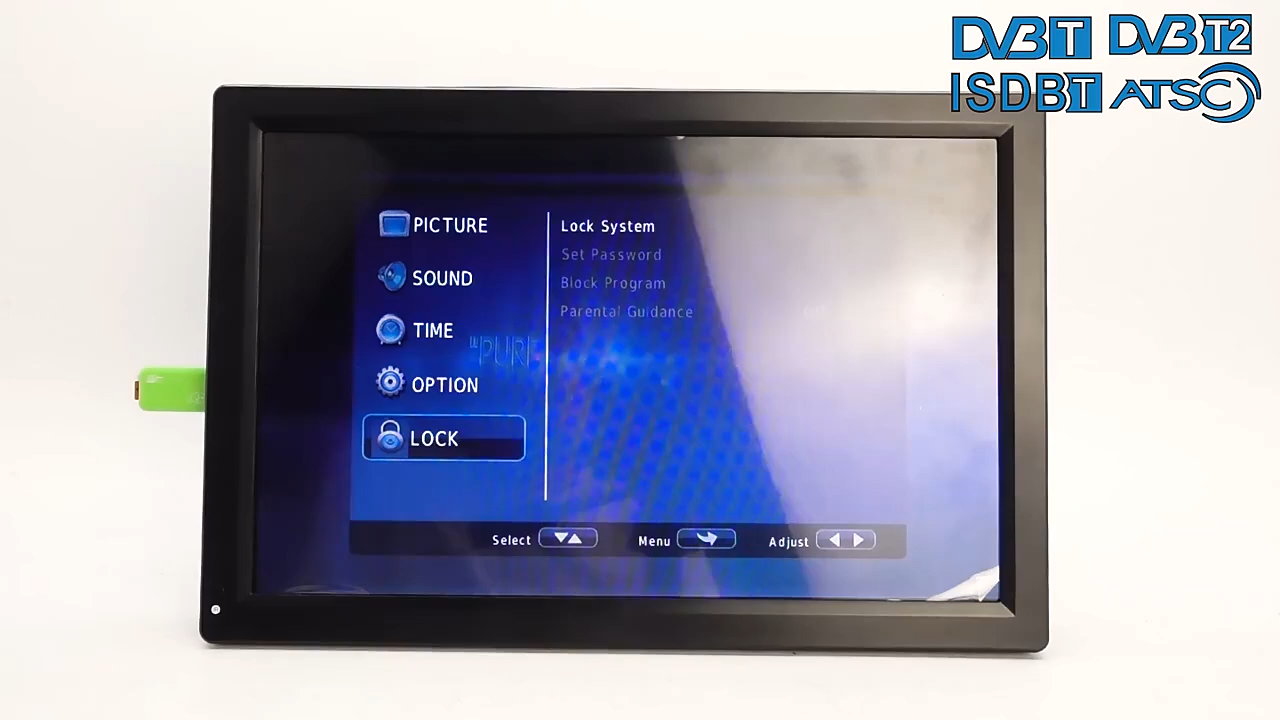 DVB T DVB T2
ISDB T ATSC
PICTURE
SOUND
TIME
OPTION
LOCK
Lock System
Set Password
Block Program
Parental Guidance
Select
Menu
Adjust